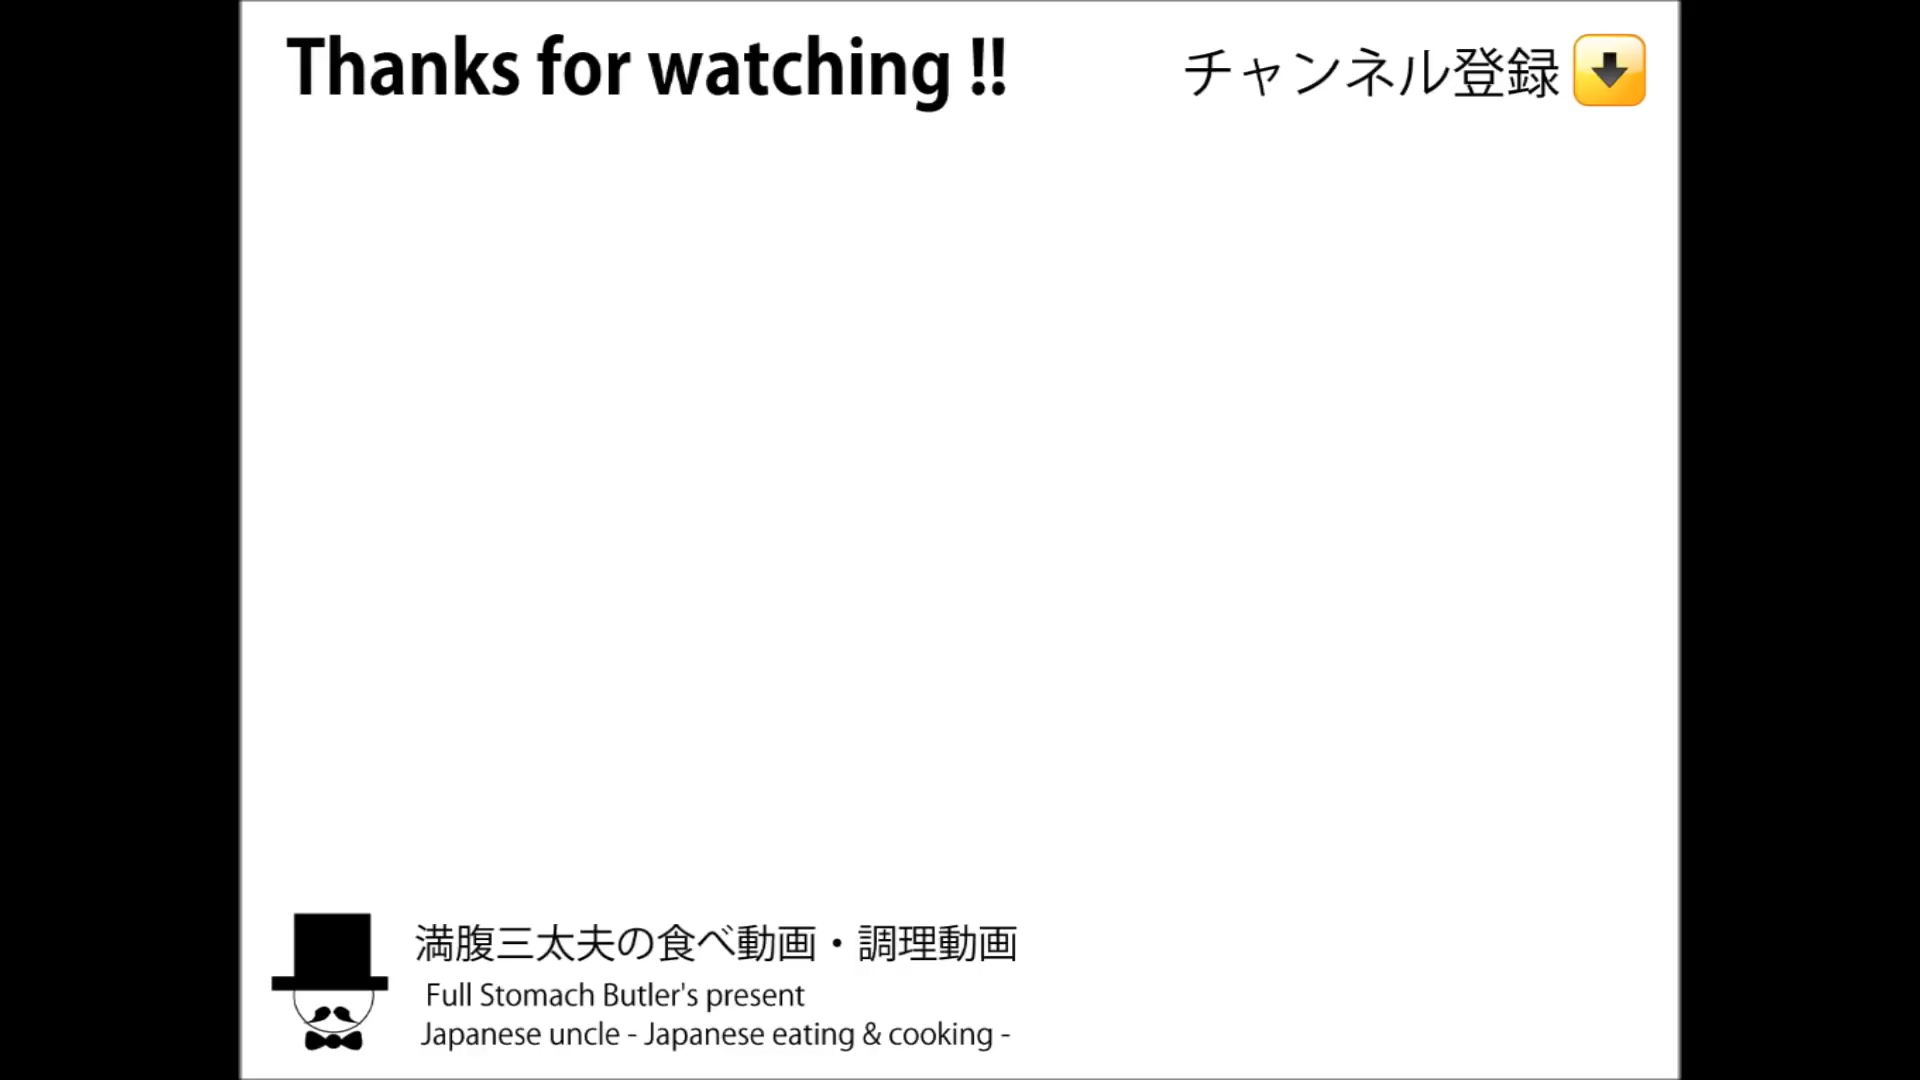 Thanks for watching !!
チャンネル登録
満腹三太夫の食べ動画・調理動画
Full Stomach Butler's present
Japanese uncle - Japanese eating & cooking -